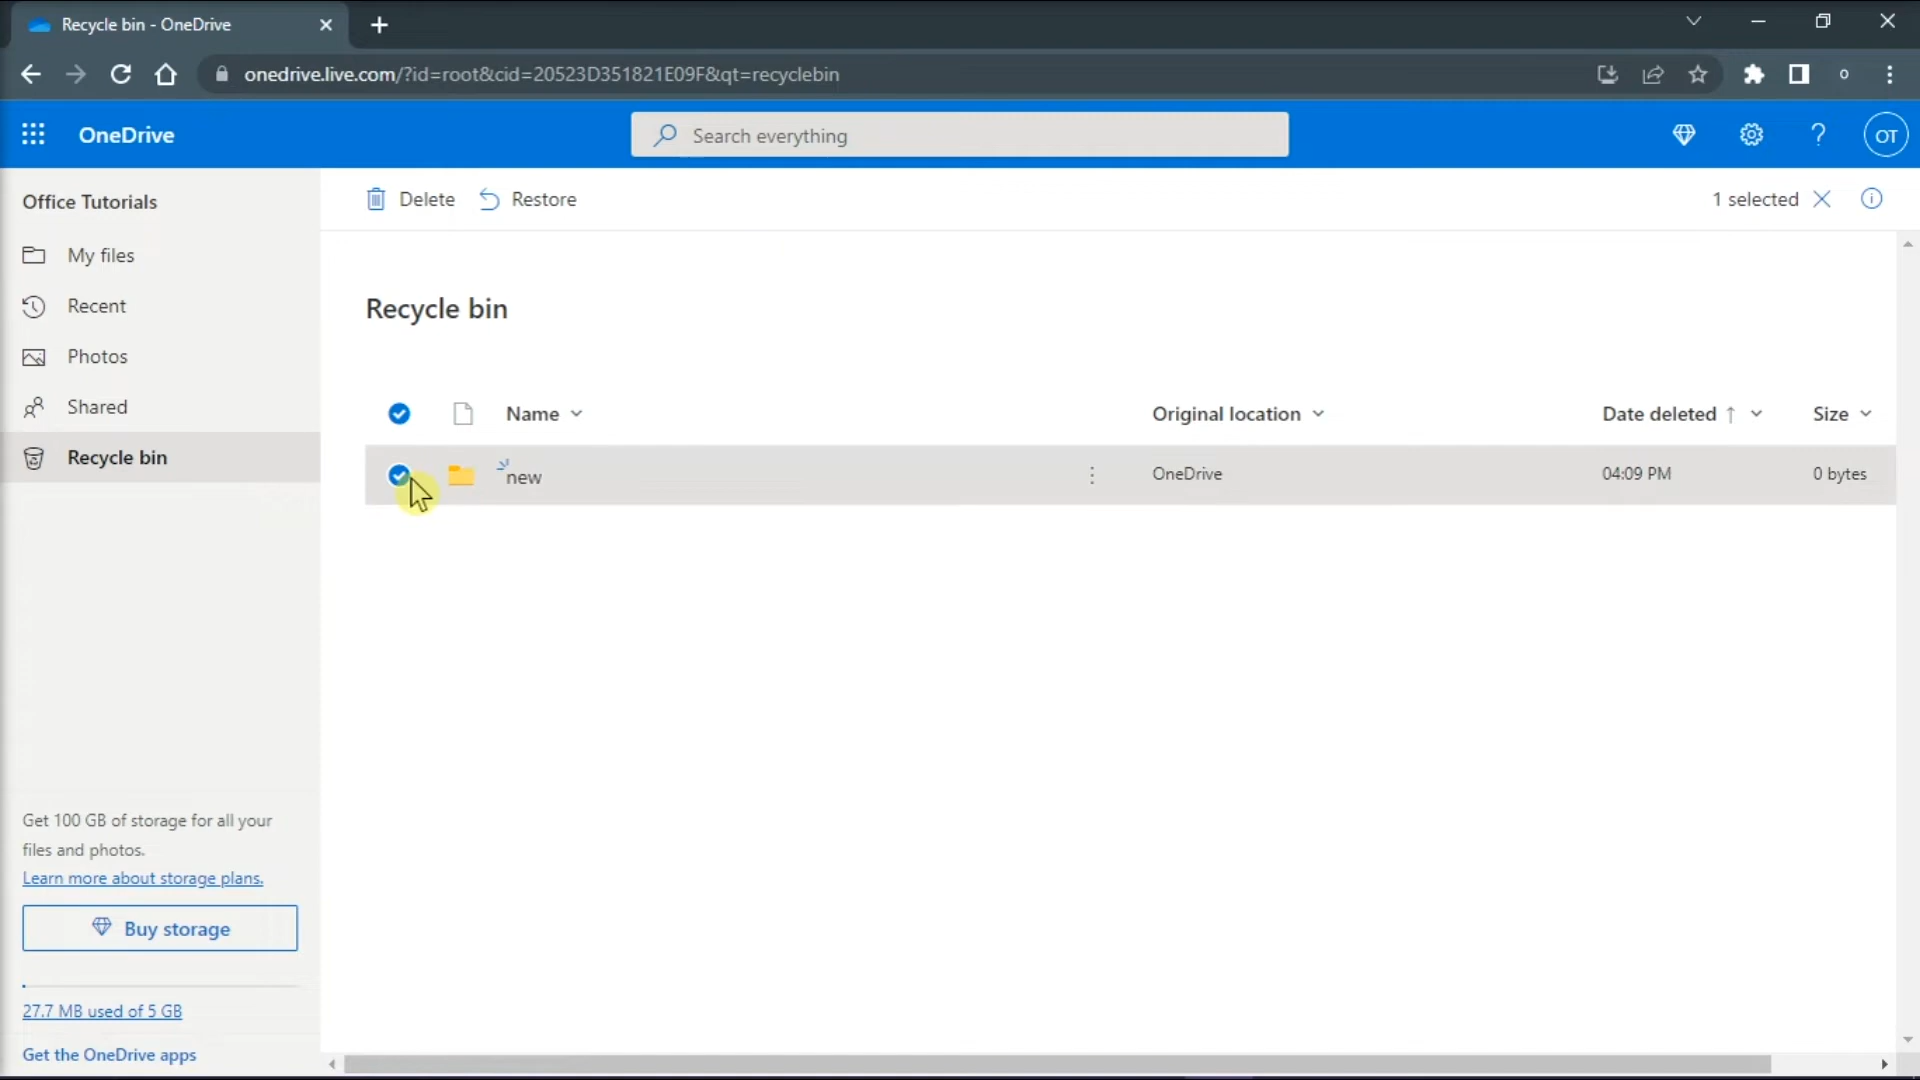 Recycle bin - OneDrive
onedrive.live.com/?id=root&cid=20523D351821E09F&qt=recyclebin
o
OneDrive
Search everything
OT
Office Tutorials
Delete
Restore
1 selected
My files
Recent
Photos
Shared
Recycle bin
Recycle bin
Name
Original location
Date deleted
Size
new
OneDrive
04:09 PM
0 bytes
Get 100 GB of storage for all your
files and photos.
Learn more about storage plans.
Buy storage
27.7 MB used of 5 GB
Get the OneDrive apps